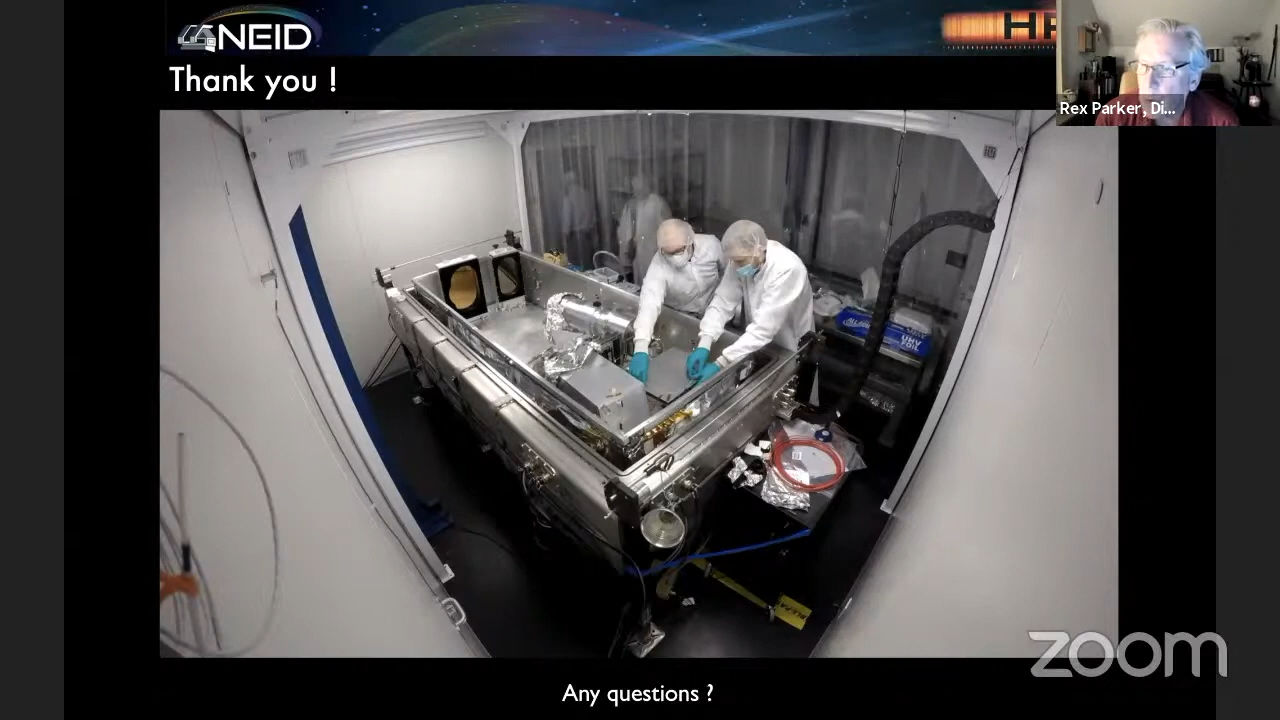 NEID
Thank you !
Rex Parker, Di...
UHV
FOIL
zoom
Any questions ?